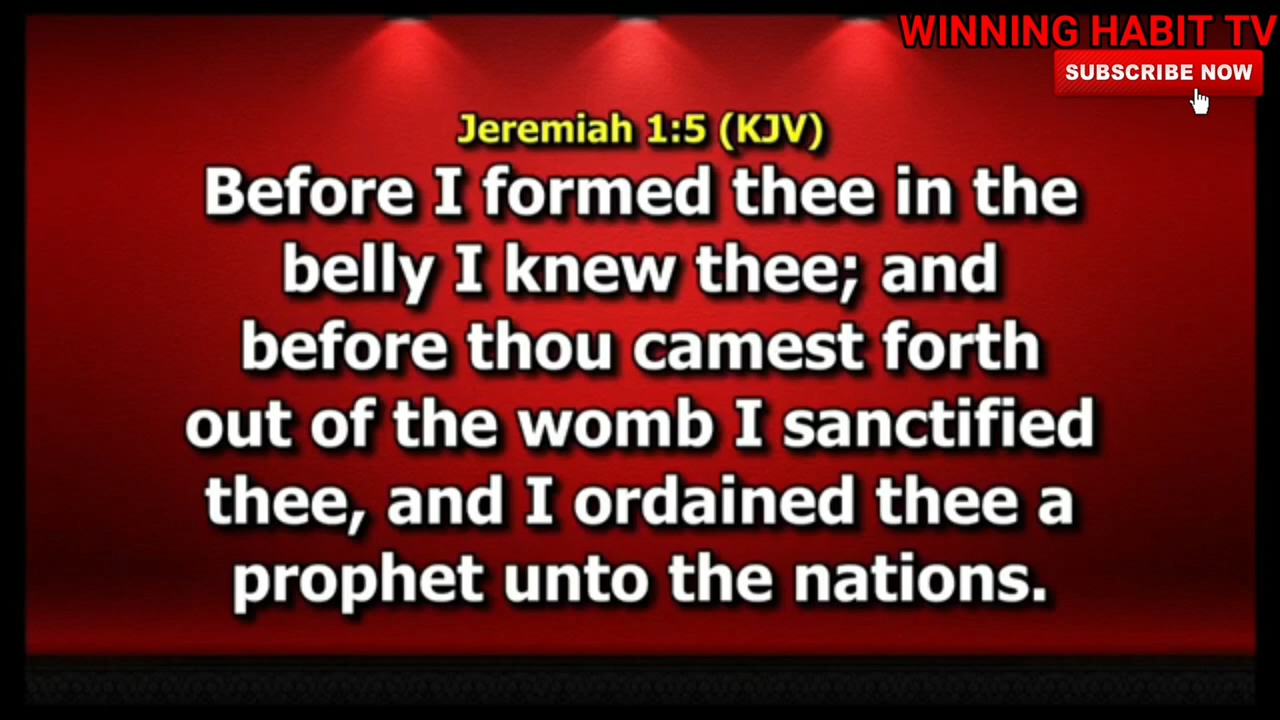 WINNING HABIT TV
SUBSCRIBE NOW
Jeremiah 1:5 (KJV)
Before I formed thee in the
belly I knew thee; and
before thou camest forth
out of the womb I sanctified
thee, and I ordained thee a
prophet unto the nations.